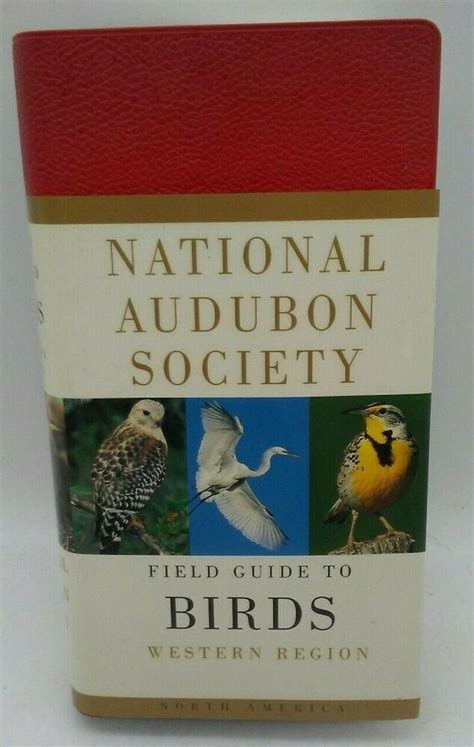 NATIONAL
AUDUBON
SOCIETY
FIELD GUIDE TO
BIRDS
WESTERN REGION
NORTH AMERICA